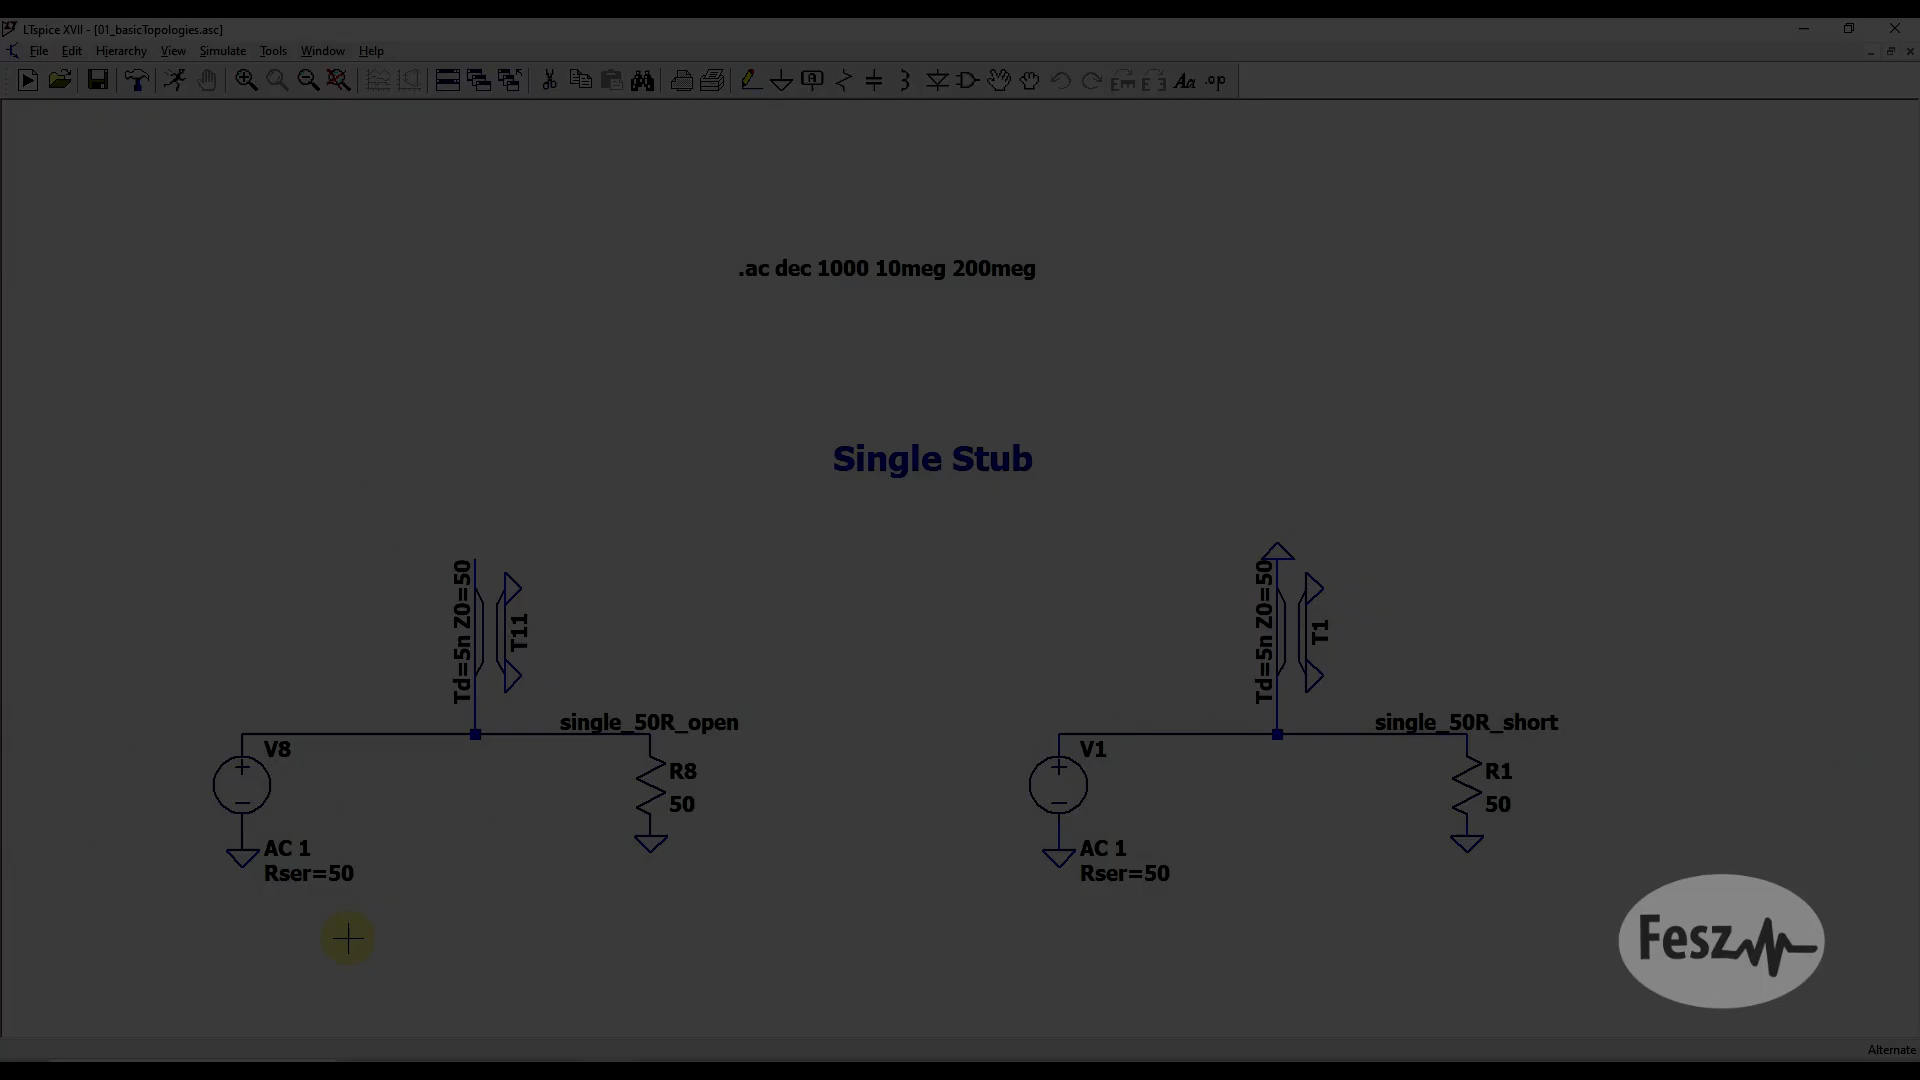 LTspice XVII - [01_basicTopologies.asc]
File Edit Hierarchy View Simulate Tools Window Help
.ac dec 1000 10meg 200meg
Single Stub
Td=5n Z0=50
T11
Td=5n Z0=50
T1
single_50R_open
single_50R_short
V8
V1
R8
R1
50
50
AC 1
AC 1
Rser=50
Rser=50
Fesz
Alternate